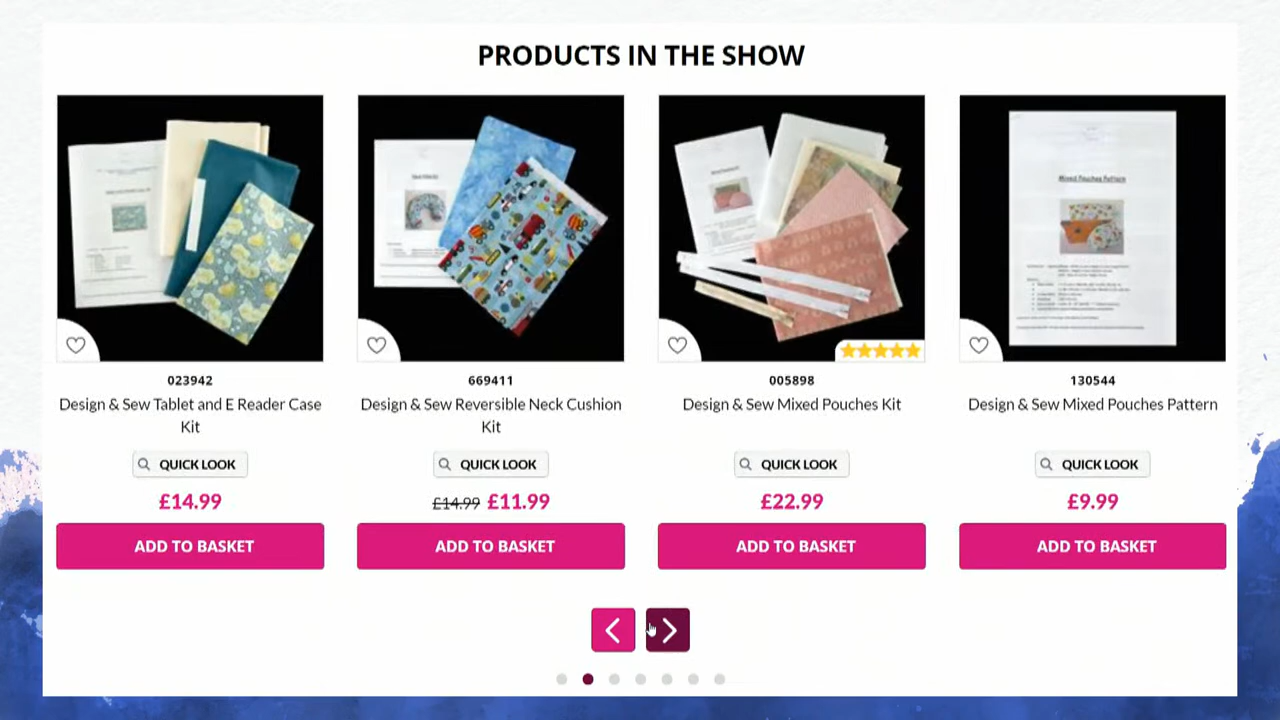 PRODUCTS IN THE SHOW
Mixed Pouches Pattern
023942
Design & Sew Tablet and E Reader Case
Kit
QUICK LOOK
£14.99
ADD TO BASKET
669411
Design & Sew Reversible Neck Cushion
Kit
QUICK LOOK
£14.99 £11.99
ADD TO BASKET
005898
Design & Sew Mixed Pouches Kit
QUICK LOOK
£22.99
ADD TO BASKET
130544
Design & Sew Mixed Pouches Pattern
QUICK LOOK
£9.99
ADD TO BASKET